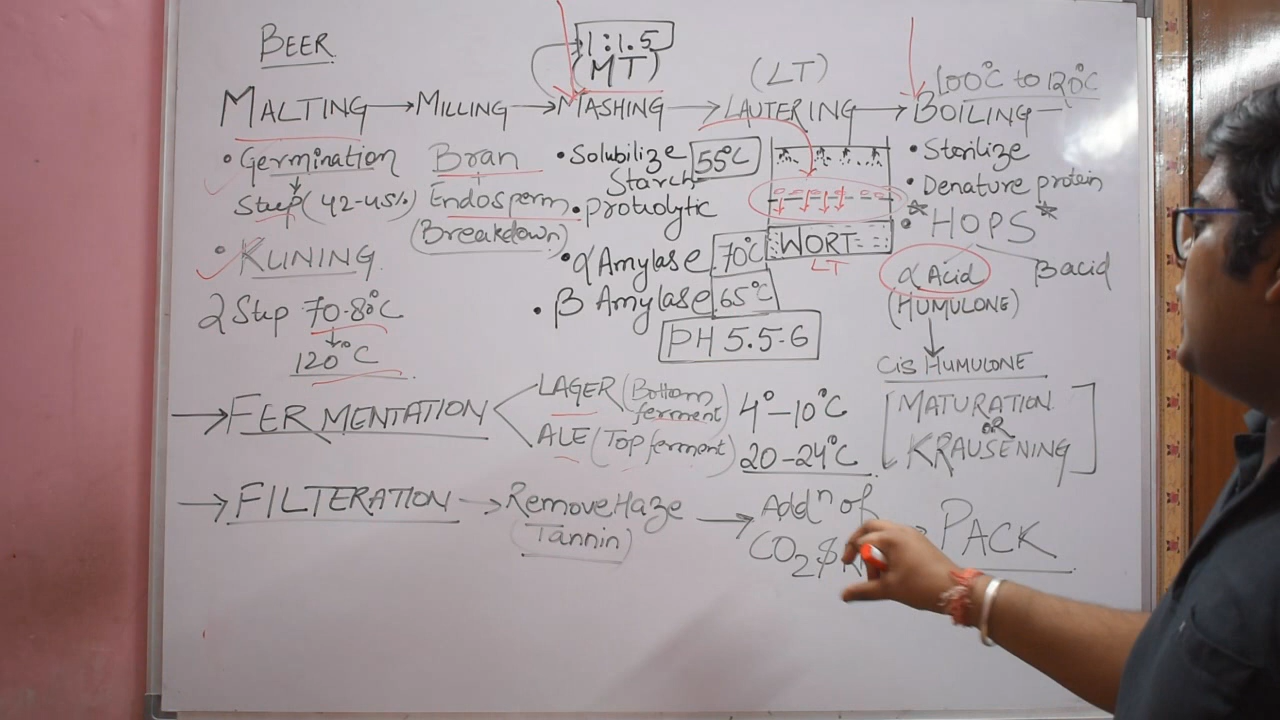 BEER
1:1.5
(MT)
(LT)
100°C to 120°C
MALTING → MILLING → MASHING → LAUTERING → BOILING
• Germination
Steep (42-45%)
• KLINING
2 Step 70-80°C
120°C
Bran
Endosperm
(Breakdown)
• Solubilize
Starch
55°C
• protiolytic
• α Amylase 70°C
• β Amylase 65°C
PH 5.5-6
WORT
LT
• Sterilize
• Denature protein
• HOPS
α Acid
β acid
(HUMULONE)
Cis HUMULONE
→ FERMENTATION
LAGER (Bottom
ferment) 4°-10°C
ALE (Top ferment) 20-24°C
[MATURATION
OR
KRAUSENING]
→ FILTERATION → Remove Haze
(Tannin)
→ Addⁿ of
CO2 &
→ PACK